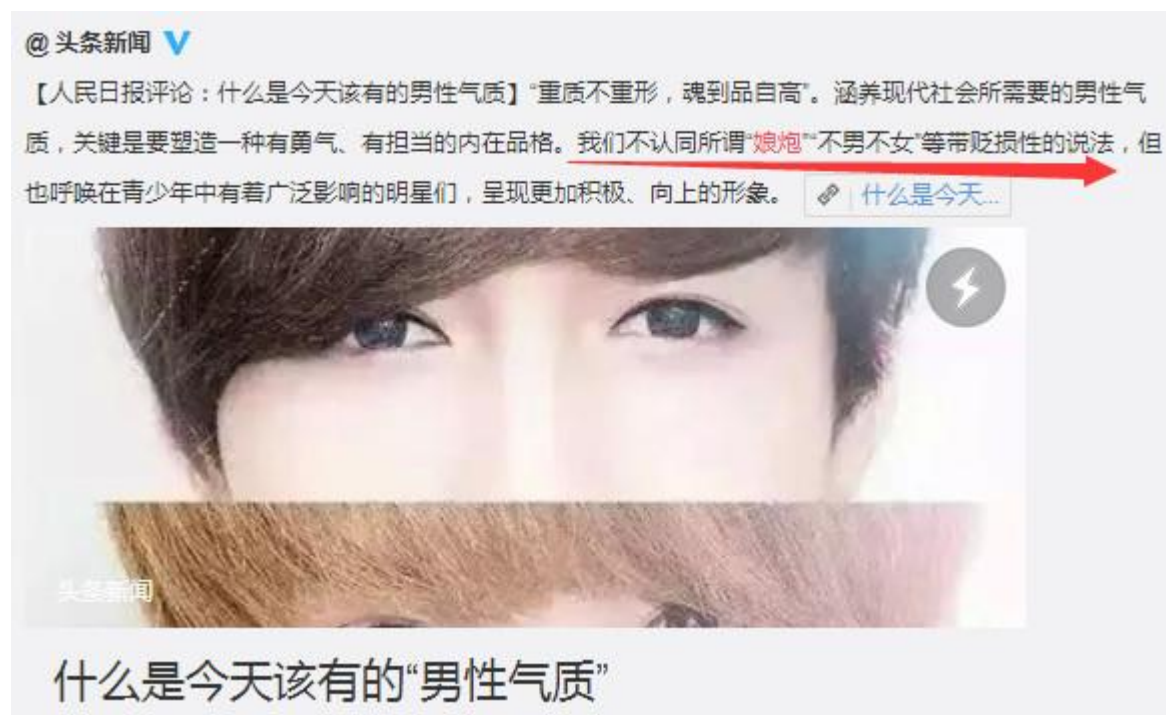 @头条新闻
【人民日报评论：什么是今天该有的男性气质】“重质不重形，魂到品自高”。涵养现代社会所需要的男性气
质，关键是要塑造一种有勇气、有担当的内在品格。我们不认同所谓“娘炮”“不男不女”等带贬损性的说法，但
也呼唤在青少年中有着广泛影响的明星们，呈现更加积极、向上的形象。 什么是今天...
头条新闻
什么是今天该有的“男性气质”